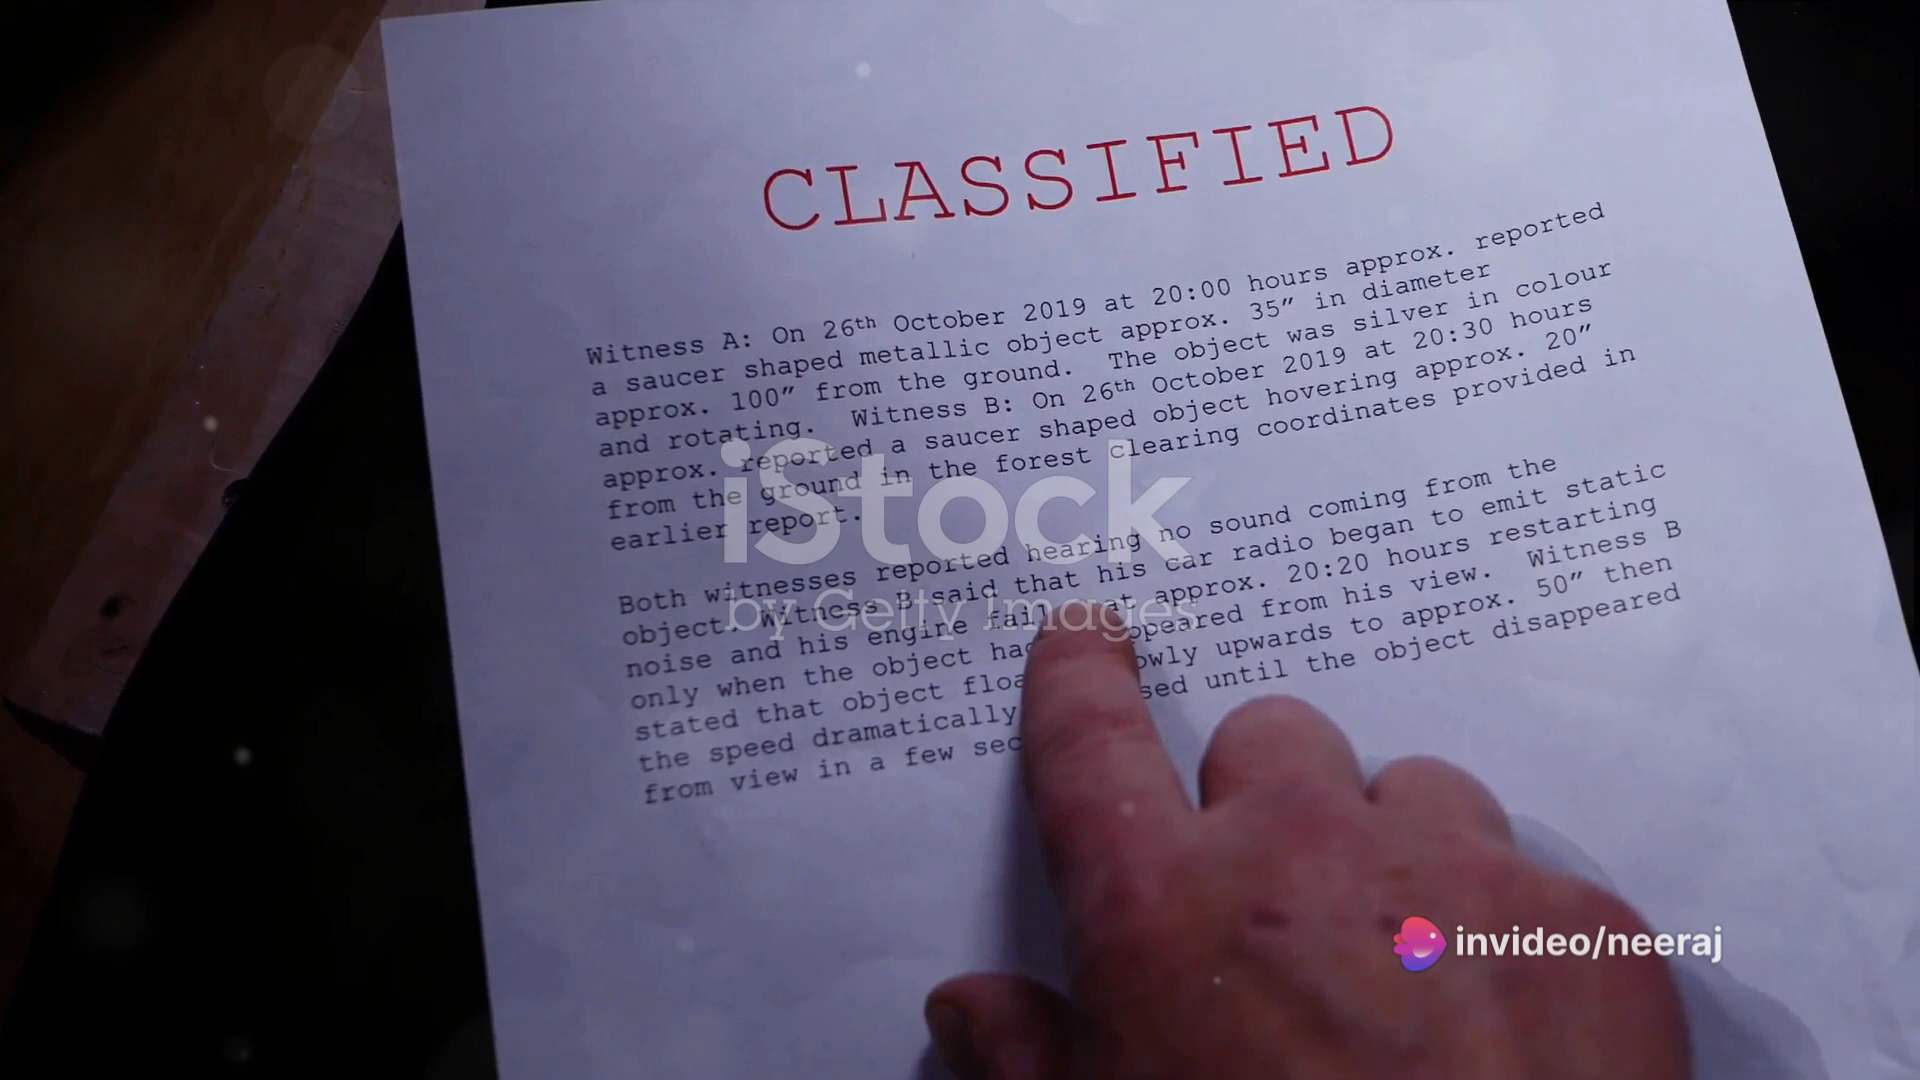 CLASSIFIED
Witness A: On 26th October 2019 at 20:00 hours approx. reported
a saucer shaped metallic object approx. 35” in diameter
approx. 100” from the ground. The object was silver in colour
and rotating. Witness B: On 26th October 2019 at 20:30 hours
approx. reported a saucer shaped object hovering approx. 20”
from the ground in the forest clearing coordinates provided in
earlier report.
Both witnesses reported hearing no sound coming from the
object. Witness B said that his car radio began to emit static
noise and his engine fail at approx. 20:20 hours restarting
only when the object had ppeared from his view. Witness B
stated that object floa owly upwards to approx. 50” then
the speed dramatically sed until the object disappeared
from view in a few sec
iStock
by Getty Images
invideo/neeraj